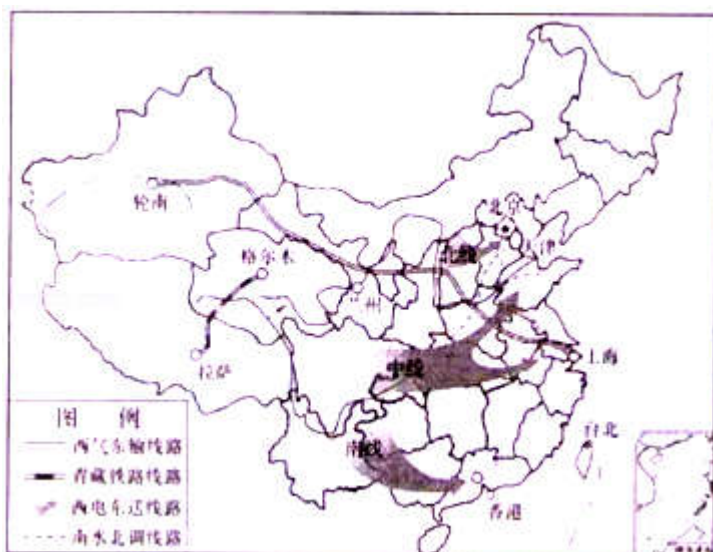 北京
天津
轮南
北线
格尔木
兰州
拉萨
中线
上海
图 例
西气东输线路
青藏铁路线路
西电东送线路
南水北调线路
南线
台北
香港